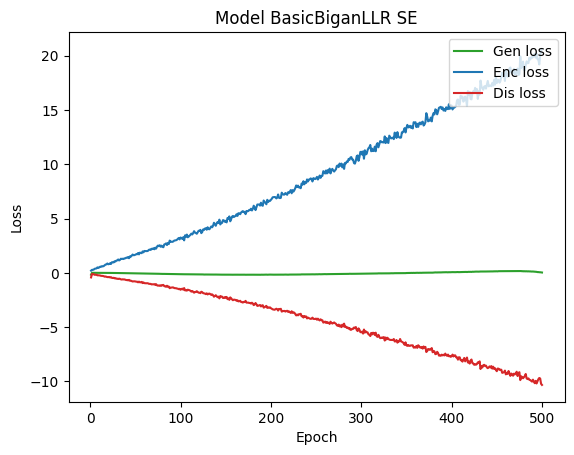 Model BasicBiganLLR SE
Gen loss
Enc loss
Dis loss
Loss
20
15
10
5
0
−5
−10
0 100 200 300 400 500
Epoch